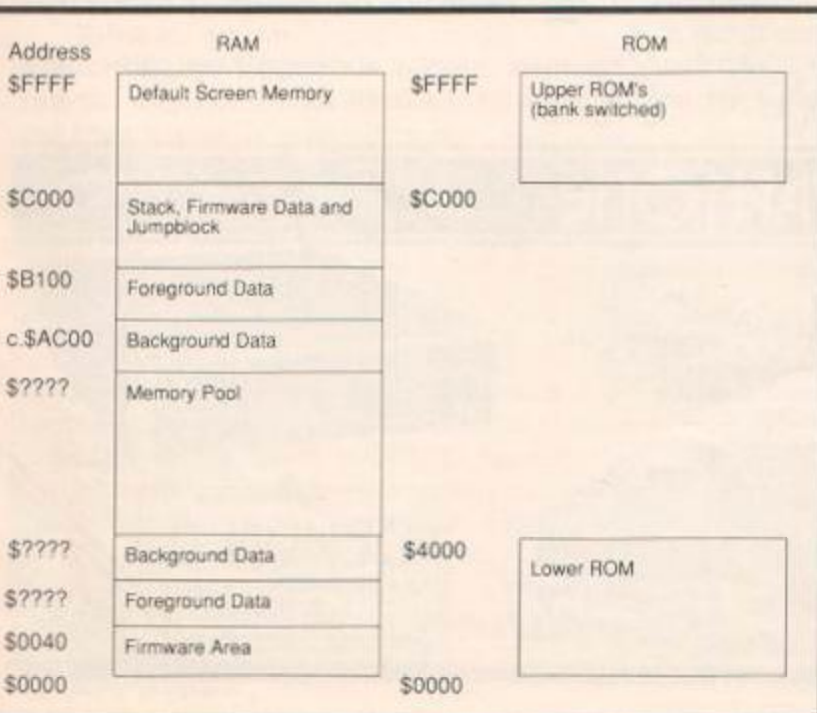 Address RAM ROM
$FFFF Default Screen Memory $FFFF Upper ROM's
(bank switched)
$C000 Stack, Firmware Data and $C000
Jumpblock
$B100 Foreground Data
c.$AC00 Background Data
$???? Memory Pool
$???? Background Data $4000 Lower ROM
$???? Foreground Data
$0040 Firmware Area
$0000 $0000